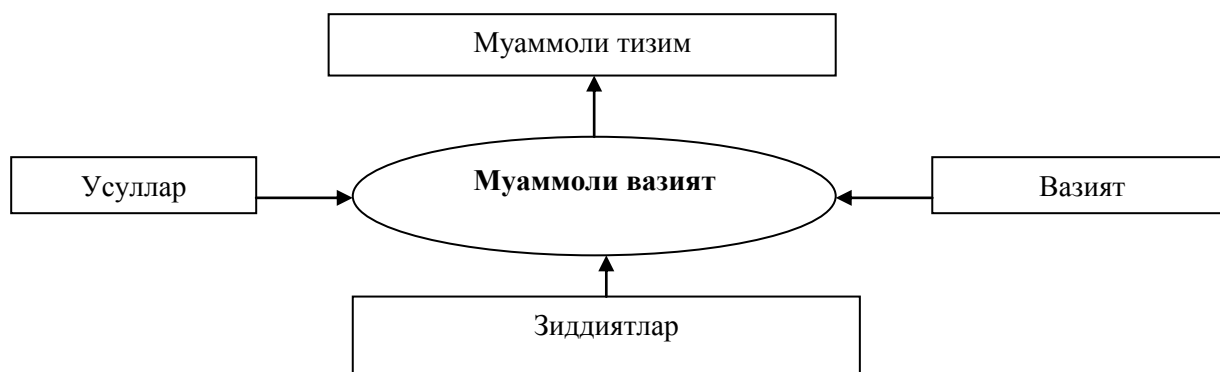 Муаммоли тизим
Усуллар
Муаммоли вазият
Вазият
Зиддиятлар